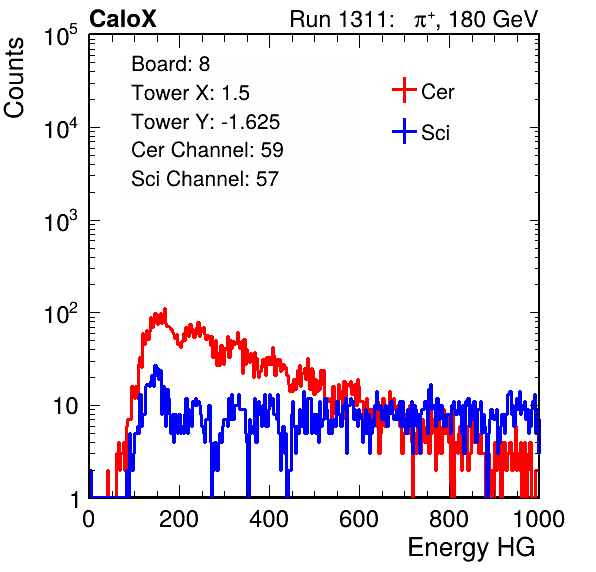 CaloX Run 1311: π⁺, 180 GeV
Counts
10⁵
10⁴
10³
10²
10
1
Board: 8
Tower X: 1.5
Tower Y: -1.625
Cer Channel: 59
Sci Channel: 57
Cer
Sci
0 200 400 600 800 1000
Energy HG